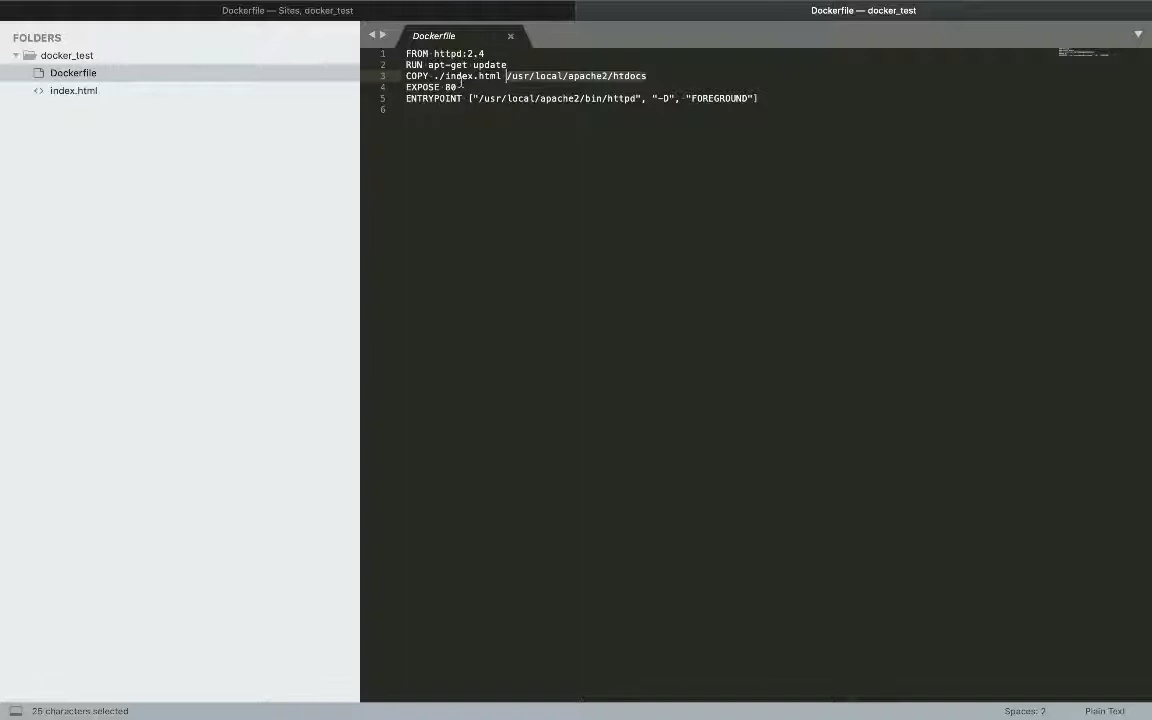 Dockerfile — Sites, docker_test
Dockerfile — docker_test
FOLDERS
docker_test
Dockerfile
index.html
Dockerfile
1 FROM httpd:2.4
2 RUN apt-get update
3 COPY ./index.html /usr/local/apache2/htdocs
4 EXPOSE 80
5 ENTRYPOINT ["/usr/local/apache2/bin/httpd", "-D", "FOREGROUND"]
6
25 characters selected
Spaces: 2
Plain Text